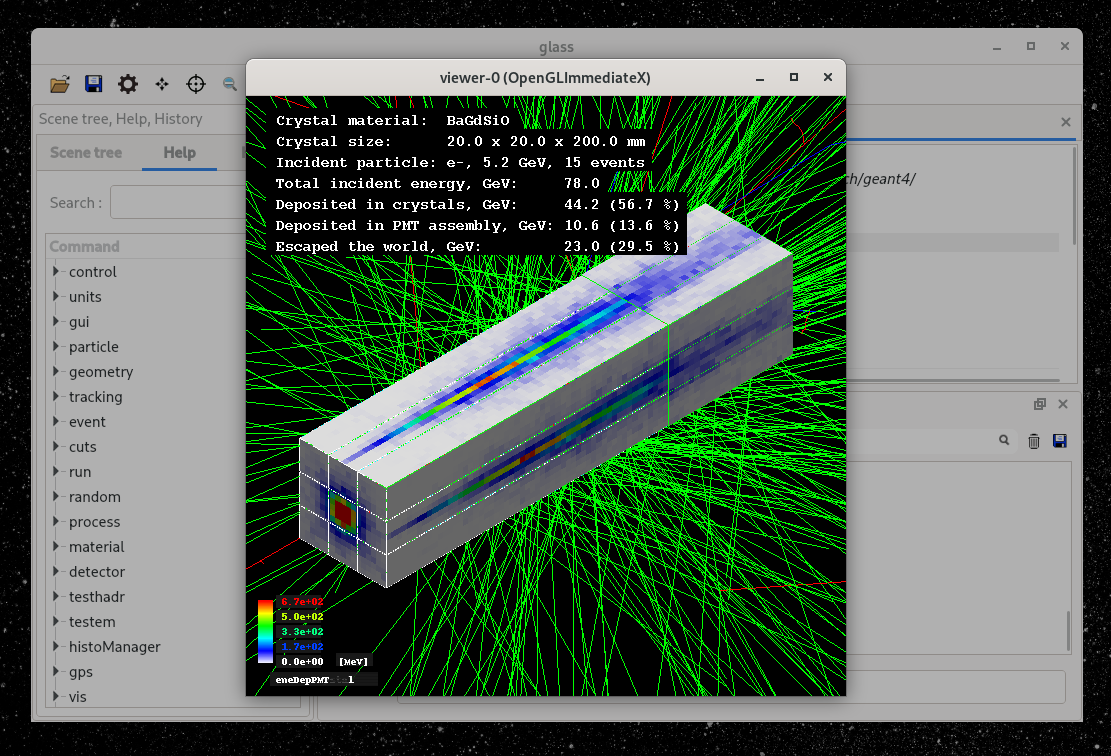 glass
viewer-0 (OpenGLImmediateX)
Scene tree, Help, History
Scene tree
Help
Search :
Command
control
units
gui
particle
geometry
tracking
event
cuts
run
random
process
material
detector
testhadr
testem
histoManager
gps
vis
Crystal material: BaGdSiO
Crystal size: 20.0 x 20.0 x 200.0 mm
Incident particle: e-, 5.2 GeV, 15 events
Total incident energy, GeV: 78.0
Deposited in crystals, GeV: 44.2 (56.7 %)
Deposited in PMT assembly, GeV: 10.6 (13.6 %)
Escaped the world, GeV: 23.0 (29.5 %)
ch/geant4/
6.7e+02
5.0e+02
3.3e+02
1.7e+02
0.0e+00 [MeV]